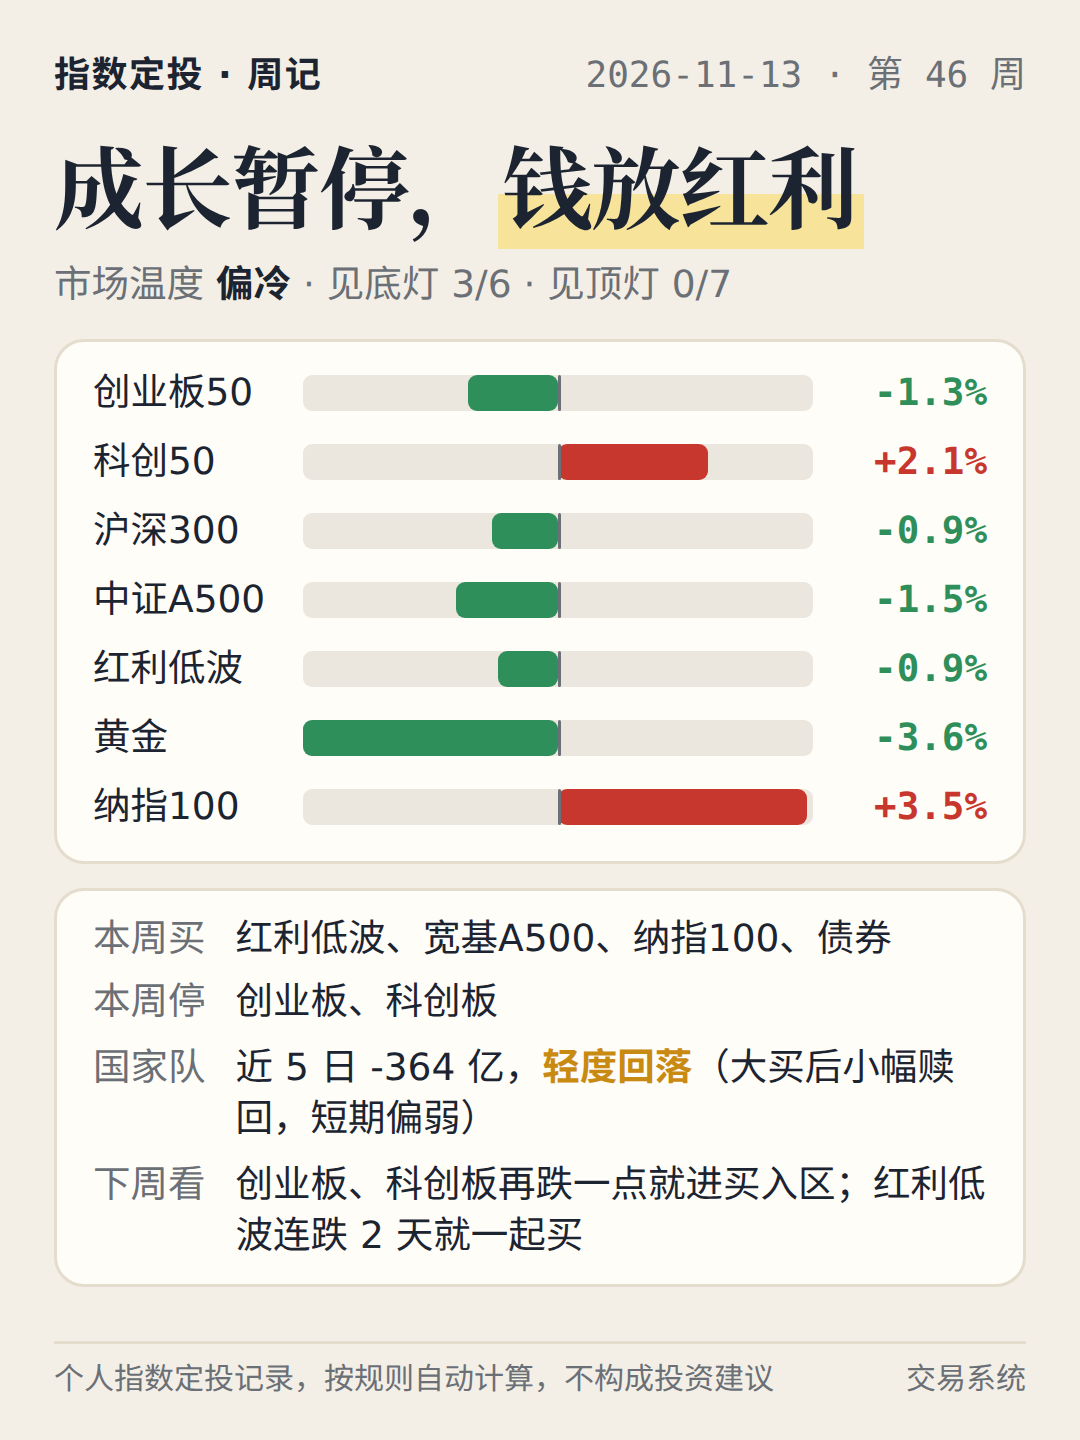 指数定投 · 周记
2026-11-13 · 第 46 周
成长暂停，钱放红利
市场温度 偏冷 · 见底灯 3/6 · 见顶灯 0/7
创业板50 -1.3%
科创50 +2.1%
沪深300 -0.9%
中证A500 -1.5%
红利低波 -0.9%
黄金 -3.6%
纳指100 +3.5%
本周买 红利低波、宽基A500、纳指100、债券
本周停 创业板、科创板
国家队 近 5 日 -364 亿，轻度回落（大买后小幅赎
回，短期偏弱）
下周看 创业板、科创板再跌一点就进买入区；红利低
波连跌 2 天就一起买
个人指数定投记录，按规则自动计算，不构成投资建议
交易系统